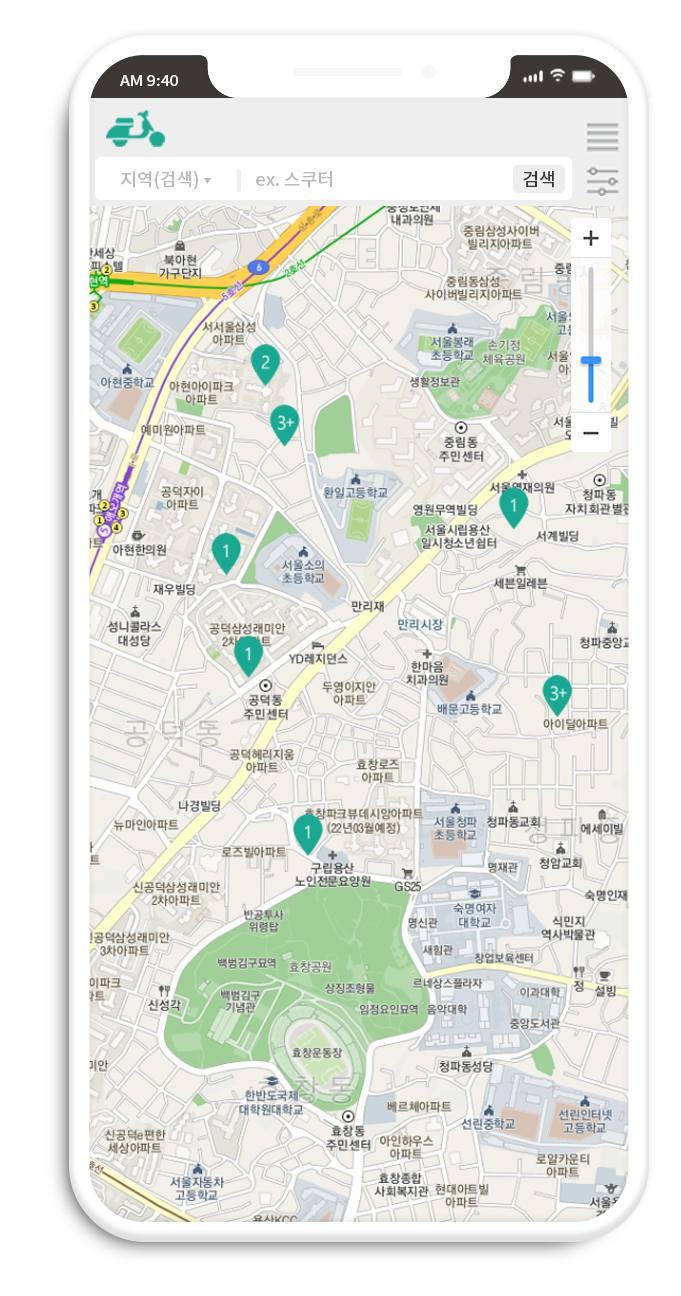 AM 9:40
지역(검색)
ex. 스쿠터
검색
내과의원
중림삼성사이버
빌리지아파트
북아현
가구단지
6
5호선
2호선
2
3
서서울삼성
아파트
중림동삼성
사이버빌리지아파트
서울봉래
초등학교
손기정
체육공원
생활정보관
2
아현중학교
아현아이파크
아파트
3+
예미원아파트
중림동
주민센터
공덕자이
아파트
환일고등학교
영원무역빌딩
서울역재의원
1
청파동
자치회관별관
서울시립용산
일시청소년쉼터
서계빌딩
2
3
1
4
5
아현한의원
1
서울소의
초등학교
재우빌딩
세븐일레븐
만리재
성니콜라스
대성당
공덕삼성래미안
2차아파트
1
만리시장
청파중앙교
YD레지던스
한마음
치과의원
두영이지안
아파트
공덕동
주민센터
배문고등학교
3+
아이딜아파트
공덕동
공덕헤리지움
아파트
효창로즈
아파트
나경빌딩
뉴마인아파트
효창파크뷰데시앙아파트
(22년03월예정)
1
서울청파
초등학교
청파동교회
에세이빌
로즈빌아파트
구립용산
노인전문요양원
GS25
명재관
청암교회
신공덕삼성래미안
2차아파트
숙명여자
대학교
숙명인재
반공투사
위령탑
명신관
식민지
역사박물관
신공덕삼성래미안
3차아파트
새힘관
창업보육센터
백범김구묘역
효창공원
상징조형물
르네상스플라자
정
설빙
이과대학
신성각
백범김구
기념관
임정요인묘역
음악대학
중앙도서관
효창운동장
청파동성당
한반도국제
대학원대학교
효창동
주민센터
베르체아파트
선린중학교
선린인터넷
고등학교
신공덕e편한
세상아파트
아인하우스
아파트
로얄카운티
아파트
서울자동차
고등학교
효창종합
사회복지관
현대아트빌
아파트
용산KCC